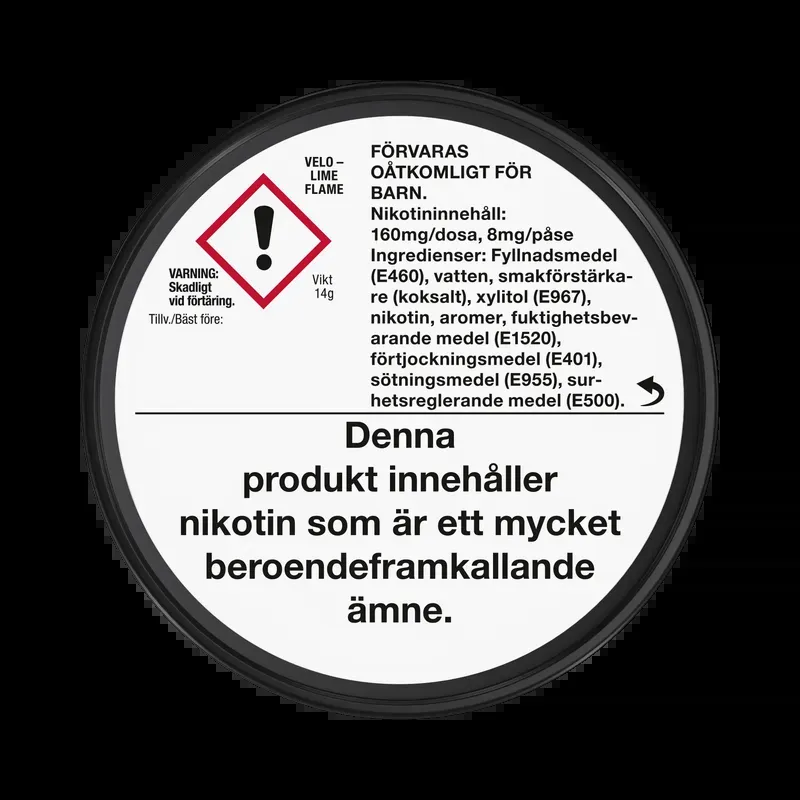 VELO –
LIME
FLAME
VARNING:
Skadligt
vid förtäring.
Vikt
14g
Tillv./Bäst före:
FÖRVARAS
OÅTKOMLIGT FÖR
BARN.
Nikotininnehåll:
160mg/dosa, 8mg/påse
Ingredienser: Fyllnadsmedel
(E460), vatten, smakförstärka-
re (koksalt), xylitol (E967),
nikotin, aromer, fuktighetsbev-
arande medel (E1520),
förtjockningsmedel (E401),
sötningsmedel (E955), sur-
hetsreglerande medel (E500).
Denna
produkt innehåller
nikotin som är ett mycket
beroendeframkallande
ämne.